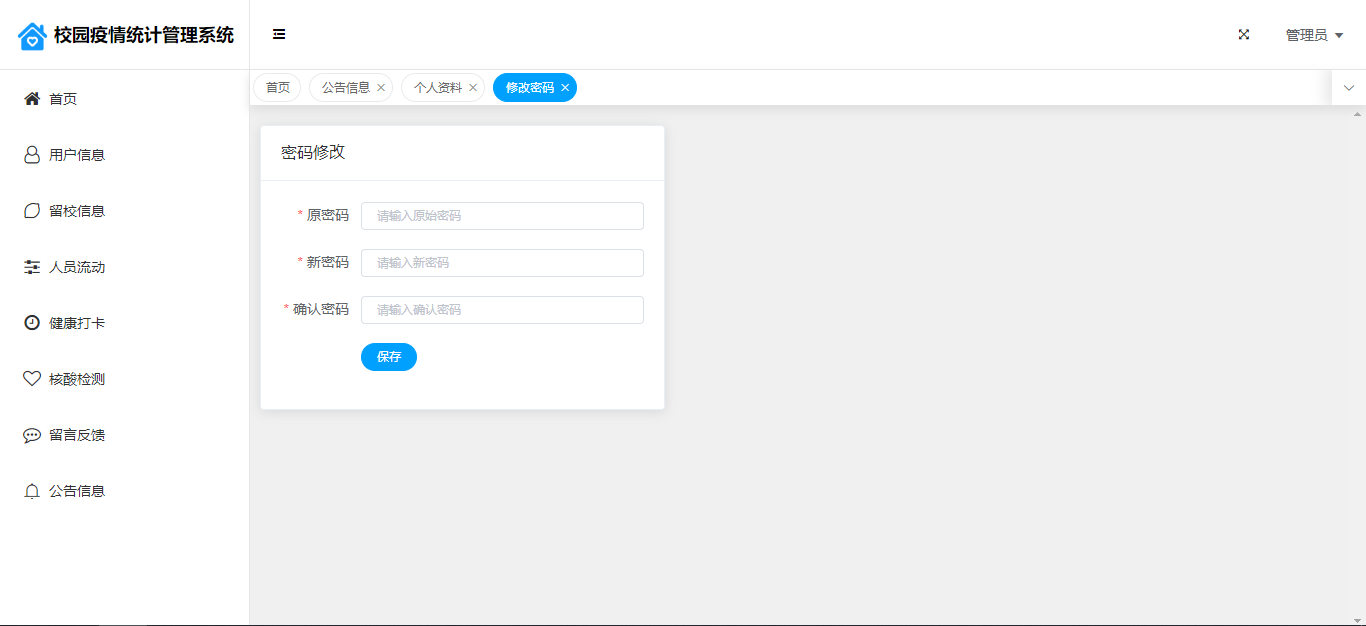 校园疫情统计管理系统
管理员
首页 公告信息 个人资料 修改密码
首页
用户信息
留校信息
人员流动
健康打卡
核酸检测
留言反馈
公告信息
密码修改
* 原密码 请输入原始密码
* 新密码 请输入新密码
* 确认密码 请输入确认密码
保存